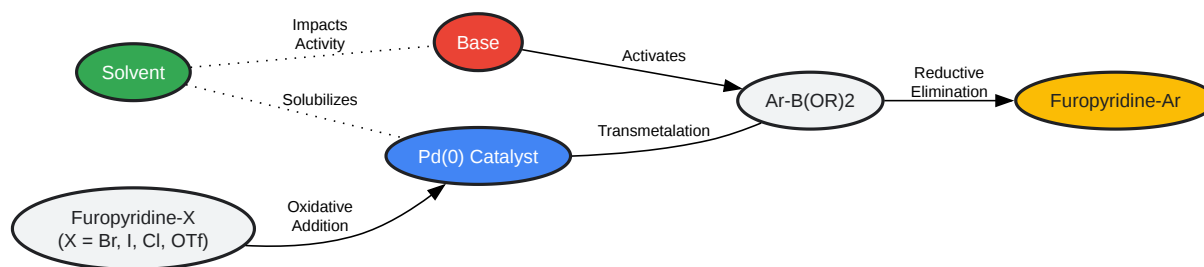 Impacts
Activity
Solvent
Base
Activates
Solubilizes
Ar-B(OR)2
Reductive
Elimination
Furopyridine-Ar
Transmetalation
Pd(0) Catalyst
Oxidative
Addition
Furopyridine-X
(X = Br, I, Cl, OTf)